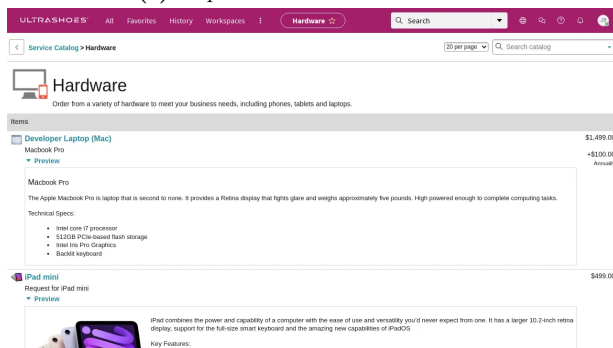 ULTRASHOES
All Favorites History Workspaces Hardware Search
Service Catalog > Hardware 20 per page Search catalog
Hardware
Order from a variety of hardware to meet your business needs, including phones, tablets and laptops.
Items
Developer Laptop (Mac) $1,499.00
Macbook Pro +$100.00
Preview Annuall
Macbook Pro
The Apple Macbook Pro is laptop that is second to none. It provides a Retina display that fights glare and weighs approximately five pounds. High powered enough to complete computing tasks.
Technical Specs:
Intel core i7 processor
512GB PCIe-based flash storage
Intel Iris Pro Graphics
Backlit keyboard
iPad mini $499.00
Request for iPad mini
Preview
iPad combines the power and capability of a computer with the ease of use and versatility you'd never expect from one. It has a larger 10.2-inch retina
display, support for the full-size smart keyboard and the amazing new capabilities of iPadOS
Key Features: